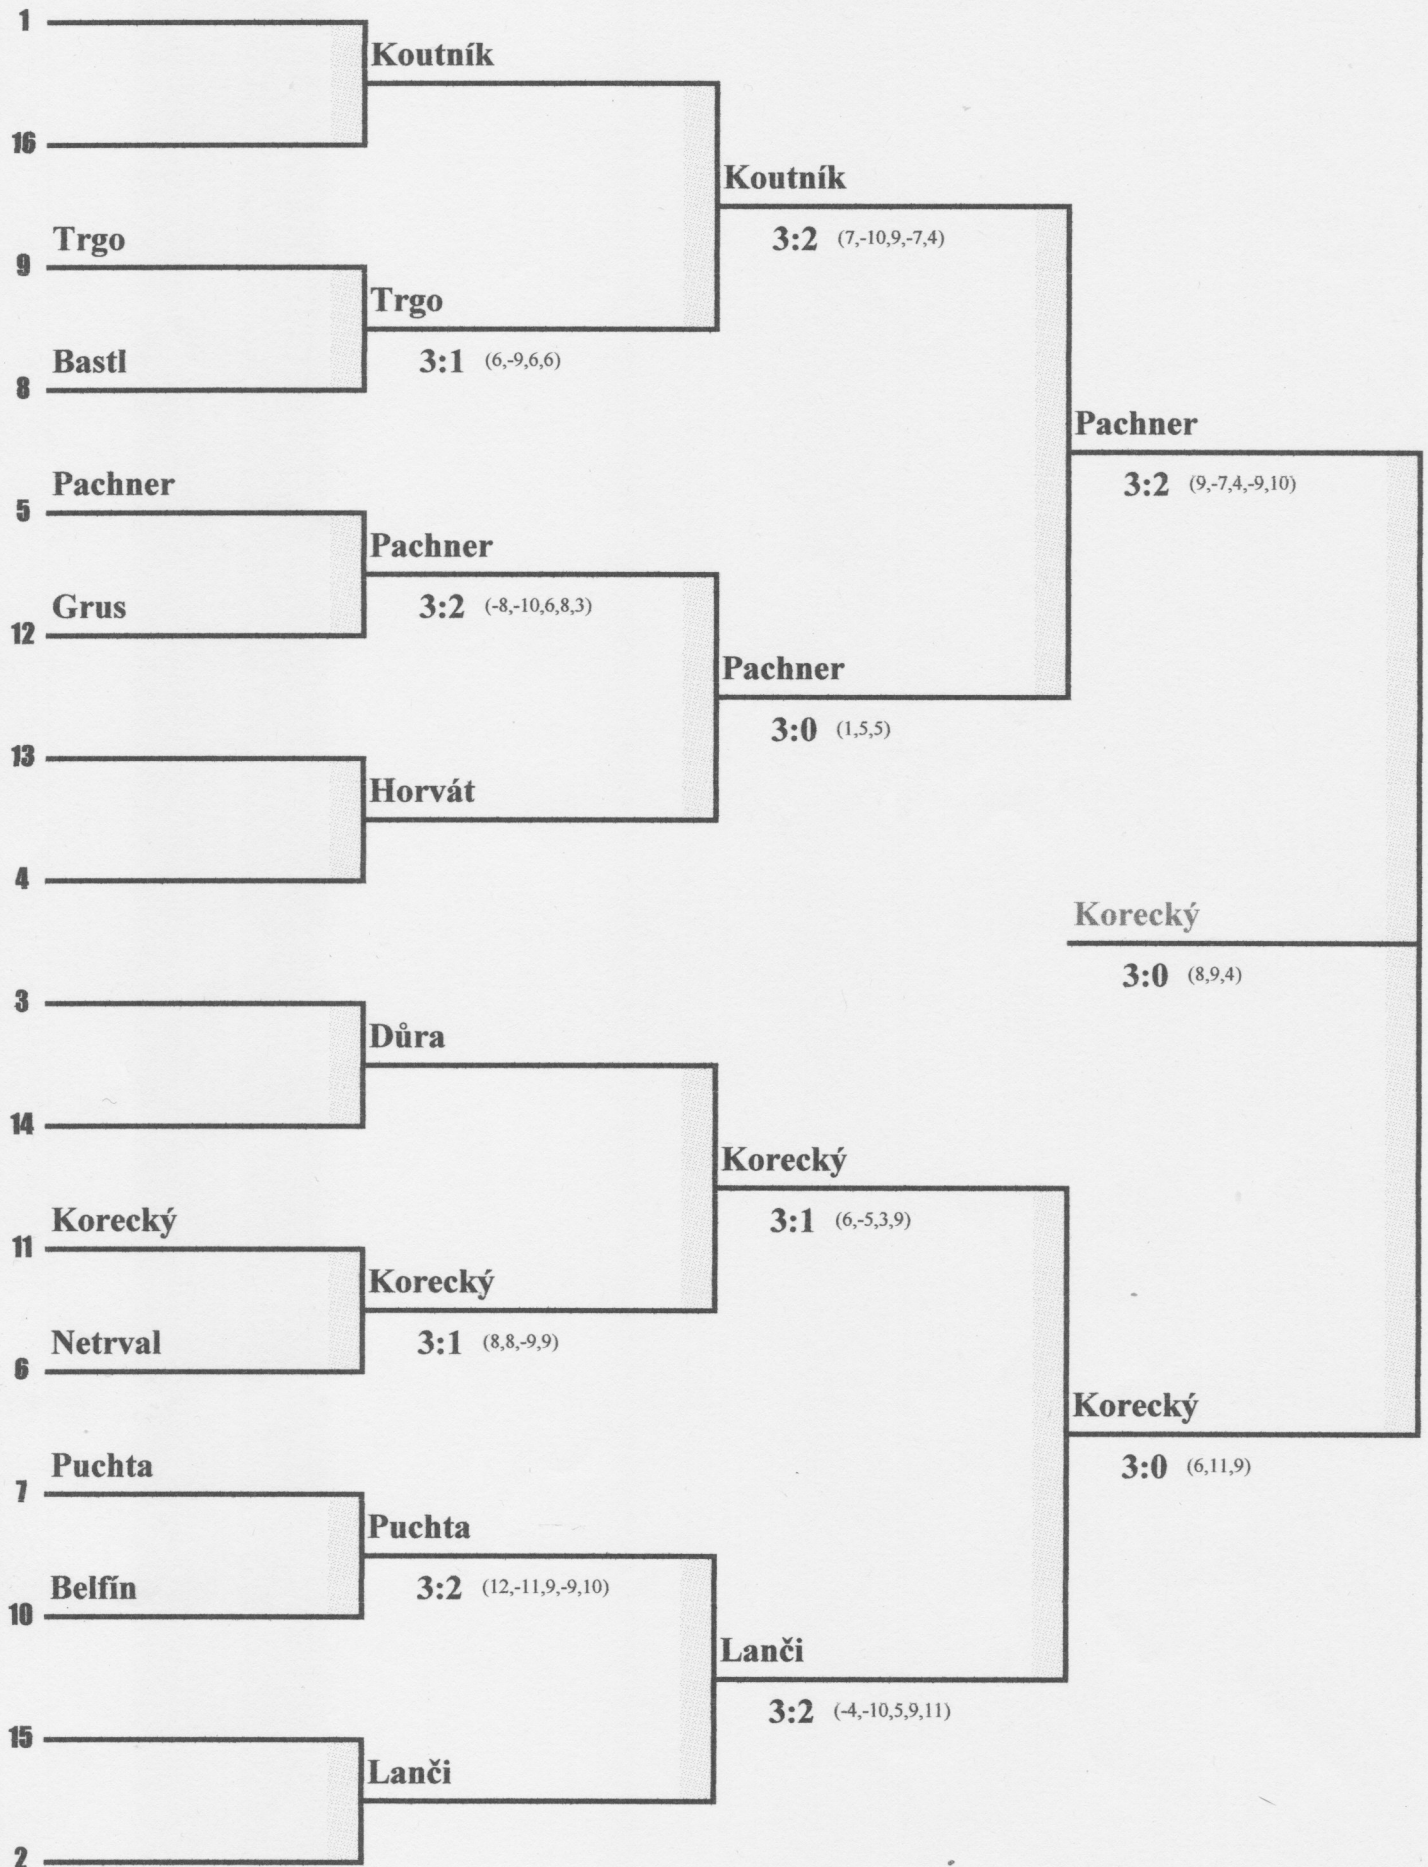 1
Koutník
16
Koutník
3:2 (7,-10,9,-7,4)
Trgo
9
Trgo
3:1 (6,-9,6,6)
Bastl
8
Pachner
3:2 (9,-7,4,-9,10)
Pachner
5
Pachner
3:2 (-8,-10,6,8,3)
Grus
12
Pachner
3:0 (1,5,5)
13
Horvát
4
Korecký
3:0 (8,9,4)
3
Důra
14
Korecký
3:1 (6,-5,3,9)
Korecký
11
Korecký
3:1 (8,8,-9,9)
Netrval
6
Korecký
3:0 (6,11,9)
Puchta
7
Puchta
3:2 (12,-11,9,-9,10)
Belfín
10
Lanči
3:2 (-4,-10,5,9,11)
15
Lanči
2